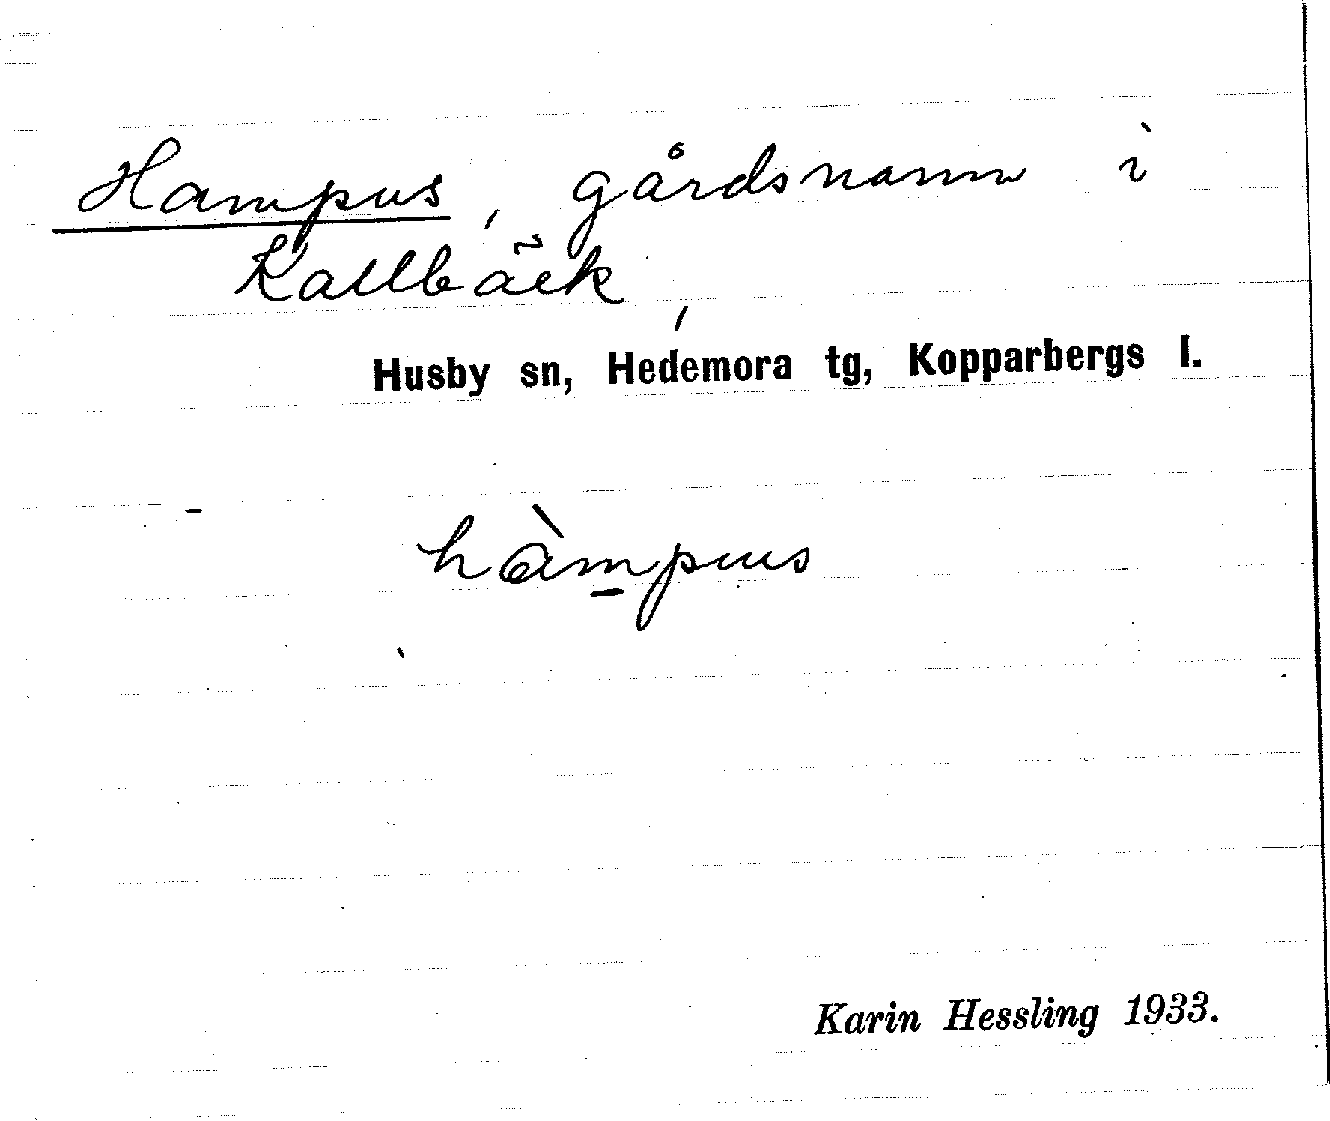 Hampus, gårdsnamn i
Kallbäck,
Husby sn, Hedemora tg, Kopparbergs l.
hàmpus
Karin Hessling 1933.